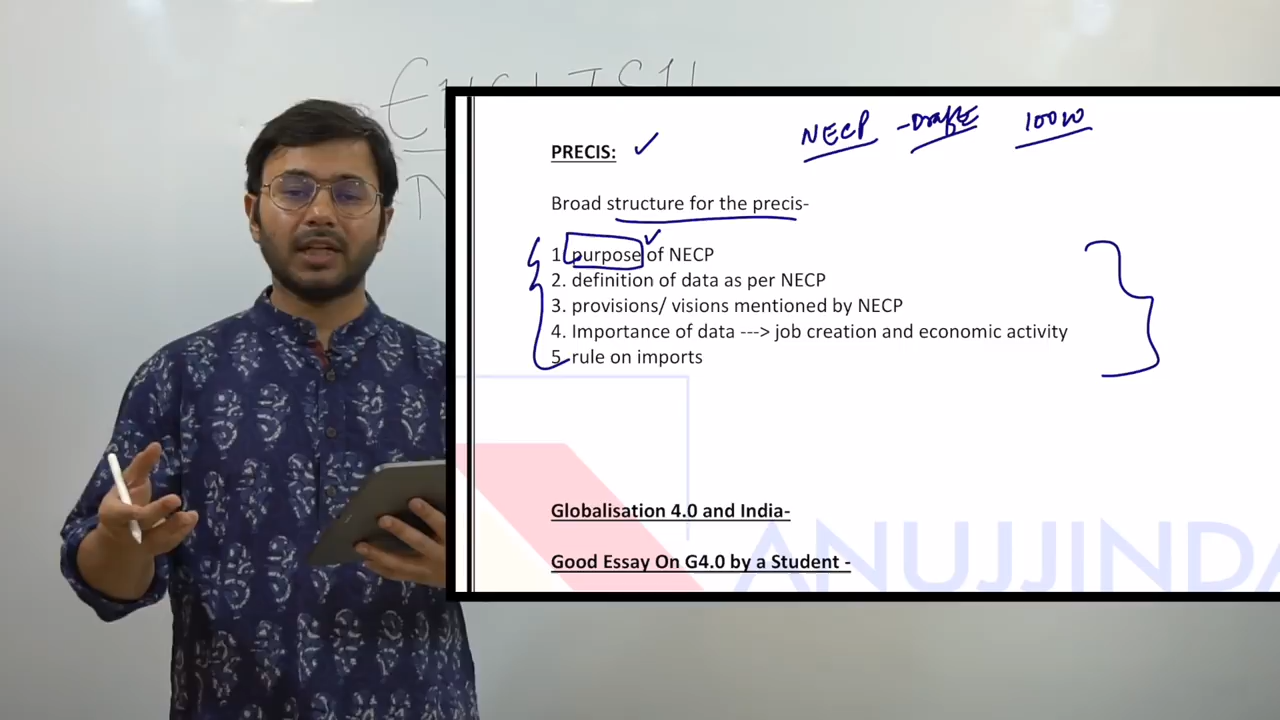 ENGLISH
NECP -Draft 1000
PRECIS:
Broad structure for the precis-
1. purpose of NECP
2. definition of data as per NECP
3. provisions/ visions mentioned by NECP
4. Importance of data ---> job creation and economic activity
5. rule on imports
Globalisation 4.0 and India-
Good Essay On G4.0 by a Student -
ANUJJINDA